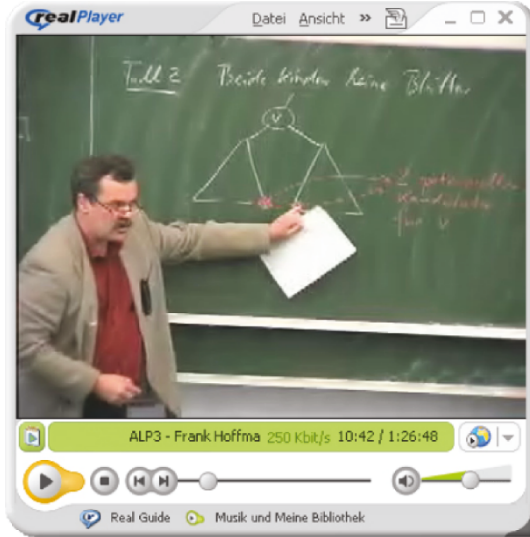 realPlayer Datei Ansicht »
Fall 2 Beide Kinder keine Blätter
v
2 potentielle
Kandidaten
für v
ALP3 - Frank Hoffma 250 Kbit/s 10:42 / 1:26:48
Real Guide Musik und Meine Bibliothek